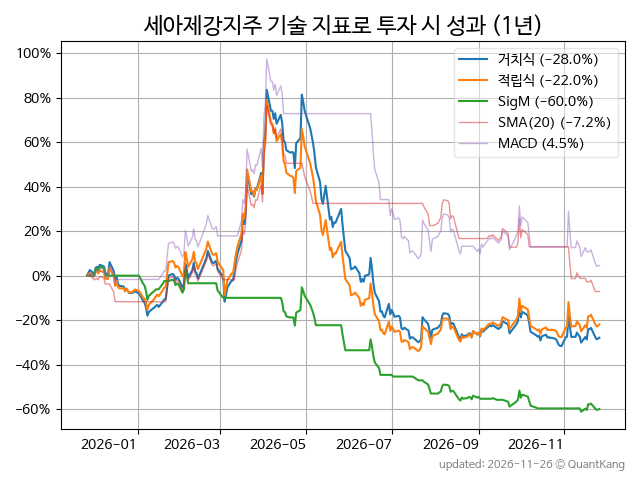 세아제강지주 기술 지표로 투자 시 성과 (1년)
100%
80%
60%
40%
20%
0%
−20%
−40%
−60%
거치식 (−28.0%)
적립식 (−22.0%)
SigM (−60.0%)
SMA(20) (−7.2%)
MACD (4.5%)
2026-01
2026-03
2026-05
2026-07
2026-09
2026-11
updated: 2026-11-26 ⓒ QuantKang